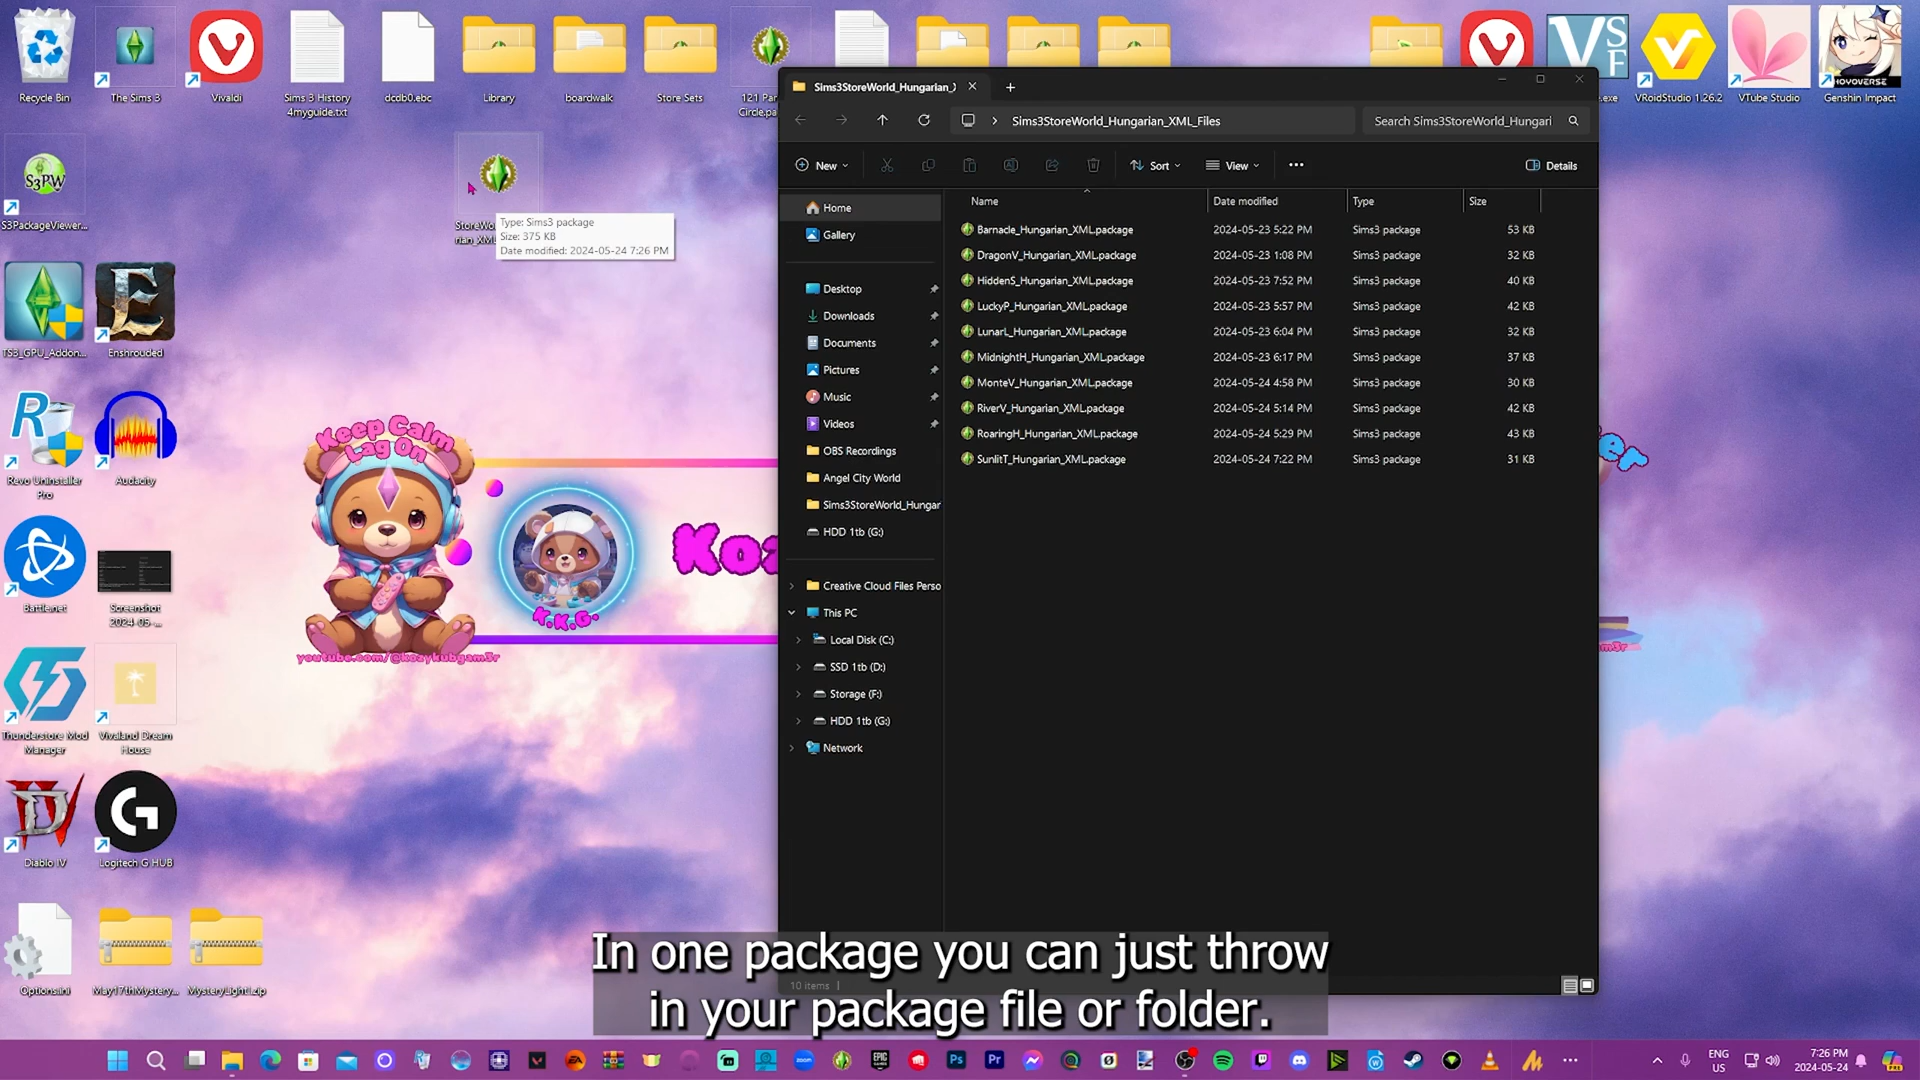 Recycle Bin
The Sims 3
Vivaldi
Sims 3 History
4myguide.txt
dcdb0.ebc
Library
boardwalk
Store Sets
121 Par
Circle.pa
VSF
.exe
VRoidStudio 1.26.2
VTube Studio
HOYOVERSE
Genshin Impact
S3PW
S3PackageViewer...
StoreWo
rian_XML
Type: Sims3 package
Size: 375 KB
Date modified: 2024-05-24 7:26 PM
TS3_GPU_Addon...
Enshrouded
Revo Uninstaller
Pro
Audacity
Battle.net
Screenshot
2024-05-...
Thunderstore Mod
Manager
Vivaland Dream
House
Diablo IV
Logitech G HUB
Options.ini
May17thMystery...
MysteryLight1.zip
Keep Calm
Lag On
K.K.G.
youtube.com/@kozykubgam3r
Koz
Sims3StoreWorld_Hungarian_X
Sims3StoreWorld_Hungarian_XML_Files
Search Sims3StoreWorld_Hungari
New
Sort
View
Details
Home
Gallery
Desktop
Downloads
Documents
Pictures
Music
Videos
OBS Recordings
Angel City World
Sims3StoreWorld_Hungar
HDD 1tb (G:)
Creative Cloud Files Perso
This PC
Local Disk (C:)
SSD 1tb (D:)
Storage (F:)
HDD 1tb (G:)
Network
Name Date modified Type Size
Barnade_Hungarian_XML.package 2024-05-23 5:22 PM Sims3 package 53 KB
DragonV_Hungarian_XML.package 2024-05-23 1:08 PM Sims3 package 32 KB
HiddenS_Hungarian_XML.package 2024-05-23 7:52 PM Sims3 package 40 KB
LuckyP_Hungarian_XML.package 2024-05-23 5:57 PM Sims3 package 42 KB
LunarL_Hungarian_XML.package 2024-05-23 6:04 PM Sims3 package 32 KB
MidnightH_Hungarian_XML.package 2024-05-23 6:17 PM Sims3 package 37 KB
MonteV_Hungarian_XML.package 2024-05-24 4:58 PM Sims3 package 30 KB
RiverV_Hungarian_XML.package 2024-05-24 5:14 PM Sims3 package 42 KB
RoaringH_Hungarian_XML.package 2024-05-24 5:29 PM Sims3 package 43 KB
SunlitT_Hungarian_XML.package 2024-05-24 7:22 PM Sims3 package 31 KB
10 items
In one package you can just throw
in your package file or folder.
ENG
US
7:26 PM
2024-05-24